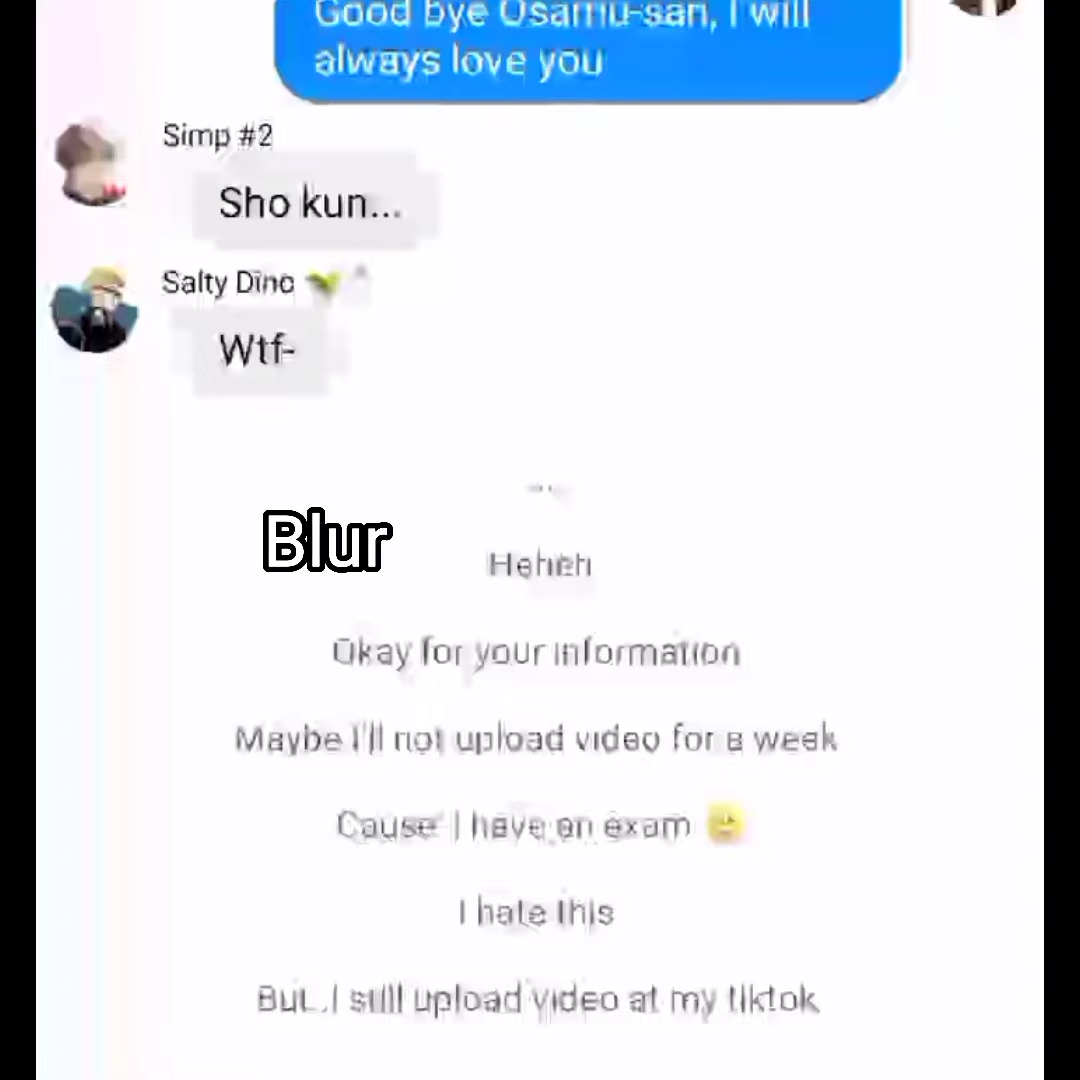 Good bye Osamu-san, I will
always love you
Simp #2
Sho kun...
Salty Dino 🌱
Wtf-
Blur
Heheh
Okay for your information
Maybe I'll not upload video for a week
Cause I have an exam
I hate this
But..I still upload video at my tiktok